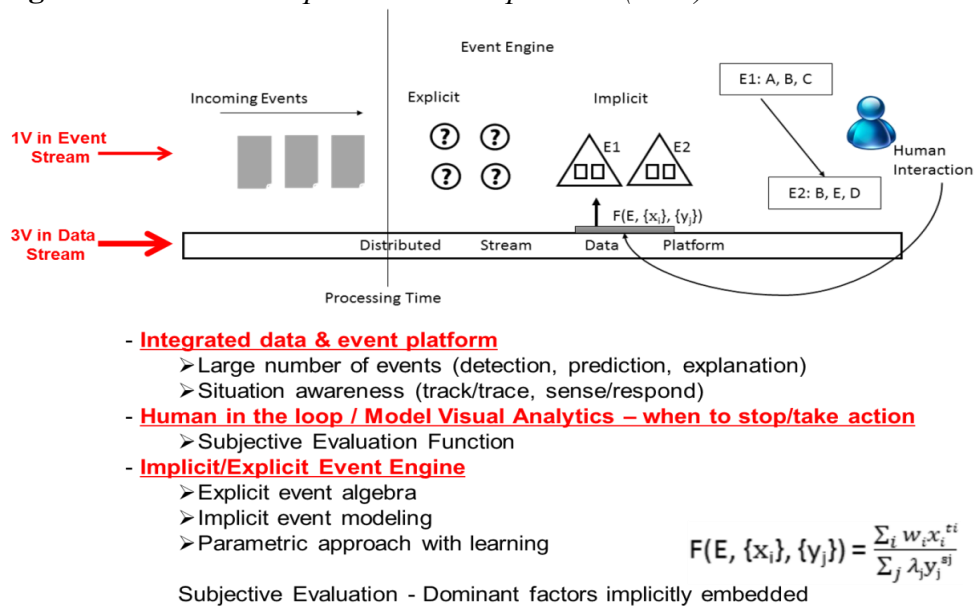 Event Engine
E1: A, B, C
Incoming Events
Explicit
Implicit
1V in Event
Stream
? ?
E1 E2
Human
Interaction
? ?
E2: B, E, D
F(E, {xᵢ}, {yⱼ})
3V in Data
Stream
Distributed Stream Data Platform
Processing Time
- Integrated data & event platform
➢Large number of events (detection, prediction, explanation)
➢Situation awareness (track/trace, sense/respond)
- Human in the loop / Model Visual Analytics – when to stop/take action
➢Subjective Evaluation Function
- Implicit/Explicit Event Engine
➢Explicit event algebra
➢Implicit event modeling
➢Parametric approach with learning
F(E, {xᵢ}, {yⱼ}) = ∑ᵢ wᵢxᵢ^ti / ∑ⱼ λⱼyⱼ^sj
Subjective Evaluation - Dominant factors implicitly embedded